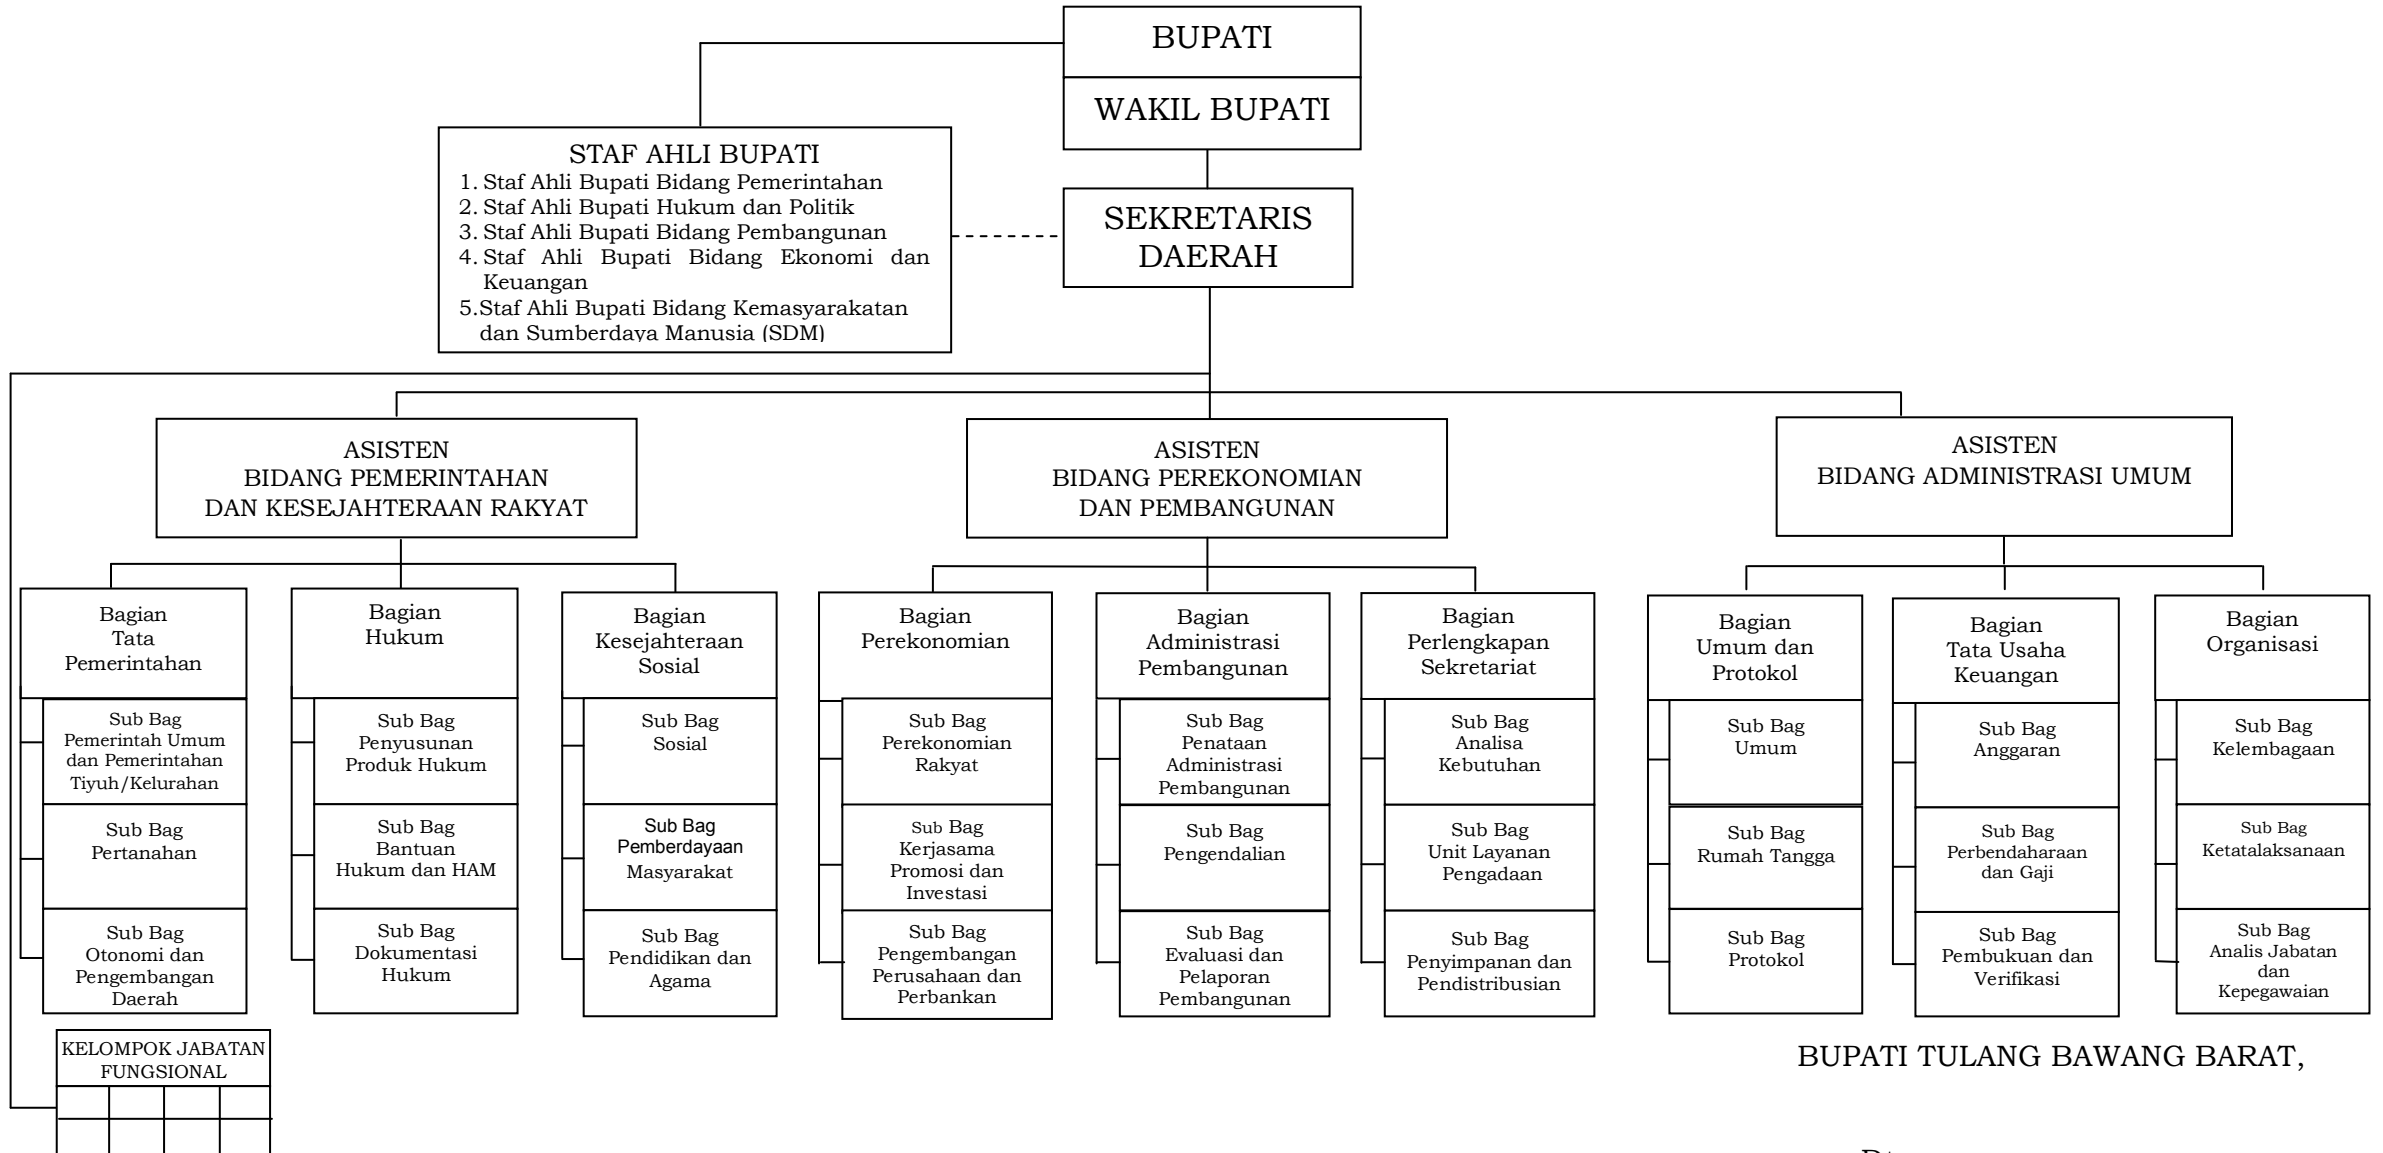 BUPATI
WAKIL BUPATI
STAF AHLI BUPATI
1. Staf Ahli Bupati Bidang Pemerintahan
2. Staf Ahli Bupati Hukum dan Politik
3. Staf Ahli Bupati Bidang Pembangunan
4. Staf Ahli Bupati Bidang Ekonomi dan
Keuangan
5.Staf Ahli Bupati Bidang Kemasyarakatan
dan Sumberdaya Manusia (SDM)
SEKRETARIS
DAERAH
ASISTEN
BIDANG PEMERINTAHAN
DAN KESEJAHTERAAN RAKYAT
ASISTEN
BIDANG PEREKONOMIAN
DAN PEMBANGUNAN
ASISTEN
BIDANG ADMINISTRASI UMUM
Bagian
Tata
Pemerintahan
Sub Bag
Pemerintah Umum
dan Pemerintahan
Tiyuh/Kelurahan
Sub Bag
Pertanahan
Sub Bag
Otonomi dan
Pengembangan
Daerah
Bagian
Hukum
Sub Bag
Penyusunan
Produk Hukum
Sub Bag
Bantuan
Hukum dan HAM
Sub Bag
Dokumentasi
Hukum
Bagian
Kesejahteraan
Sosial
Sub Bag
Sosial
Sub Bag
Pemberdayaan
Masyarakat
Sub Bag
Pendidikan dan
Agama
Bagian
Perekonomian
Sub Bag
Perekonomian
Rakyat
Sub Bag
Kerjasama
Promosi dan
Investasi
Sub Bag
Pengembangan
Perusahaan dan
Perbankan
Bagian
Administrasi
Pembangunan
Sub Bag
Penataan
Administrasi
Pembangunan
Sub Bag
Pengendalian
Sub Bag
Evaluasi dan
Pelaporan
Pembangunan
Bagian
Perlengkapan
Sekretariat
Sub Bag
Analisa
Kebutuhan
Sub Bag
Unit Layanan
Pengadaan
Sub Bag
Penyimpanan dan
Pendistribusian
Bagian
Umum dan
Protokol
Sub Bag
Umum
Sub Bag
Rumah Tangga
Sub Bag
Protokol
Bagian
Tata Usaha
Keuangan
Sub Bag
Anggaran
Sub Bag
Perbendaharaan
dan Gaji
Sub Bag
Pembukuan dan
Verifikasi
Bagian
Organisasi
Sub Bag
Kelembagaan
Sub Bag
Ketatalaksanaan
Sub Bag
Analis Jabatan
dan
Kepegawaian
KELOMPOK JABATAN
FUNGSIONAL
BUPATI TULANG BAWANG BARAT,